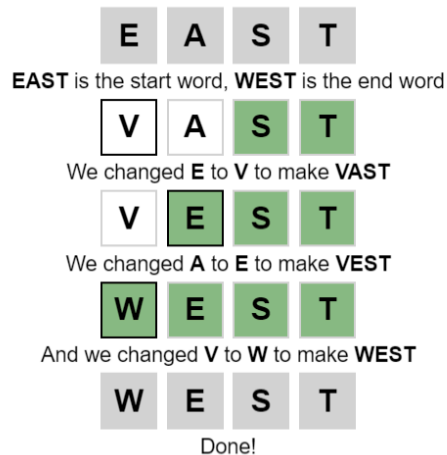 E A S T
EAST is the start word, WEST is the end word
V A S T
We changed E to V to make VAST
V E S T
We changed A to E to make VEST
W E S T
And we changed V to W to make WEST
W E S T
Done!